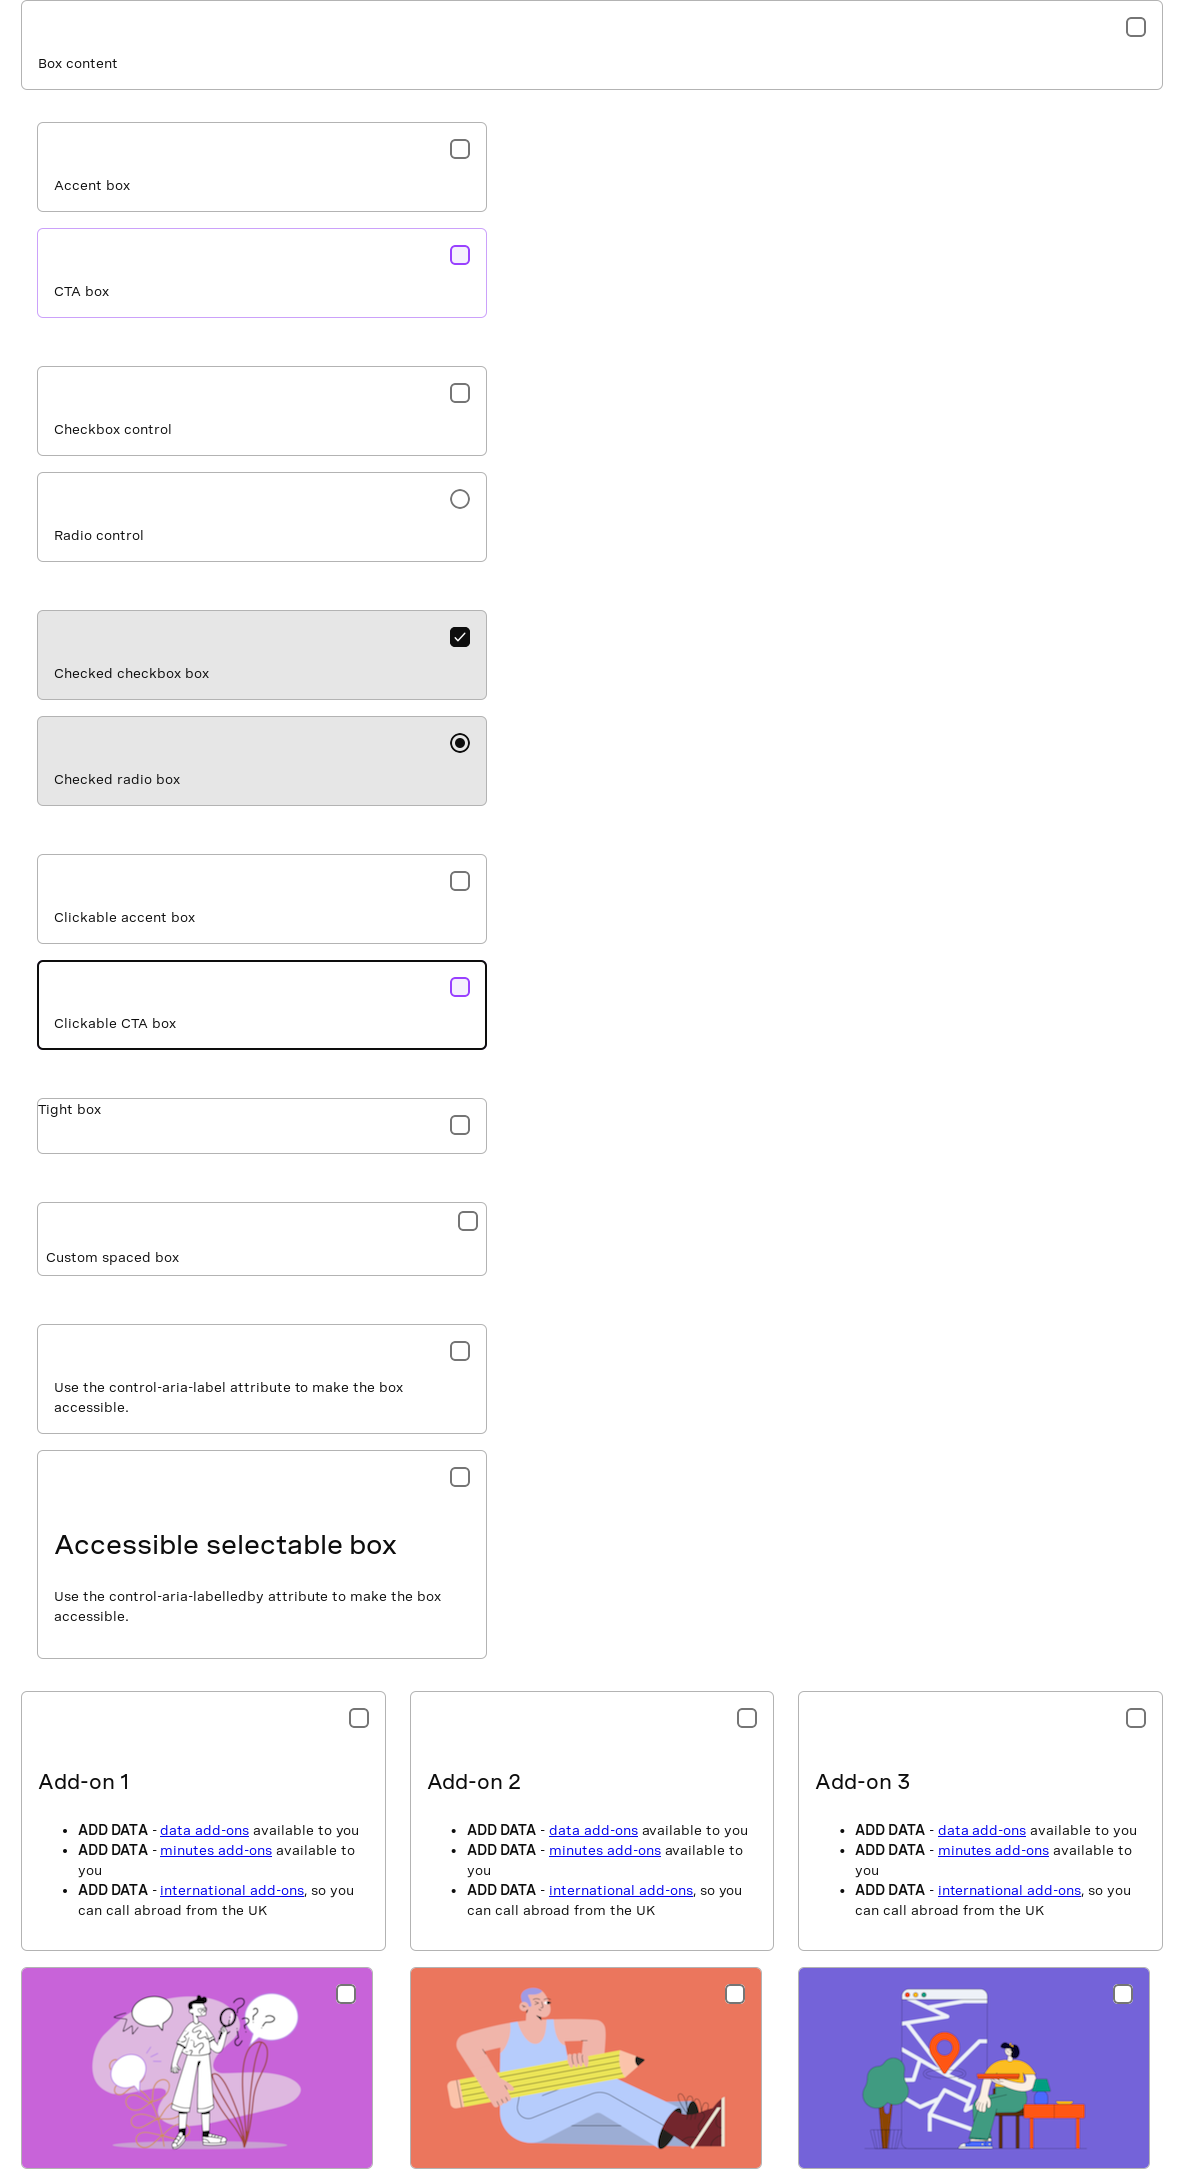 Box content
Accent box
CTA box
Checkbox control
Radio control
Checked checkbox box
Checked radio box
Clickable accent box
Clickable CTA box
Tight box
Custom spaced box
Use the control-aria-label attribute to make the box
accessible.
Accessible selectable box
Use the control-aria-labelledby attribute to make the box
accessible.
Add-on 1
• ADD DATA - data add-ons available to you
• ADD DATA - minutes add-ons available to
you
• ADD DATA - international add-ons, so you
can call abroad from the UK
Add-on 2
• ADD DATA - data add-ons available to you
• ADD DATA - minutes add-ons available to
you
• ADD DATA - international add-ons, so you
can call abroad from the UK
Add-on 3
• ADD DATA - data add-ons available to you
• ADD DATA - minutes add-ons available to
you
• ADD DATA - international add-ons, so you
can call abroad from the UK